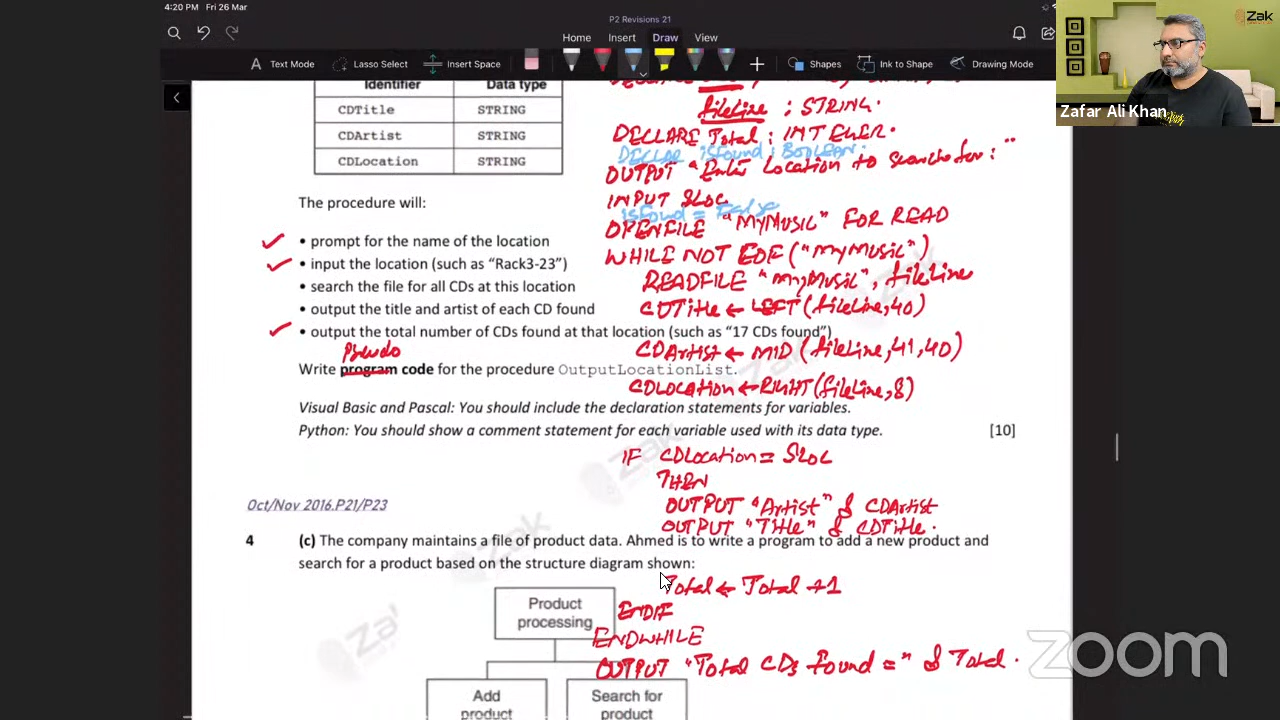 4:20 PM Fri 26 Mar
P2 Revisions 21
Home Insert Draw View
Text Mode Lasso Select Insert Space Shapes Ink to Shape Drawing Mode
Zak
Zafar Ali Khan
Identifier Data type
CDTitle STRING
CDArtist STRING
CDLocation STRING
fileLine : STRING.
DECLARE Total : INTEGER.
DECLAR isFound : BOOLEAN.
OUTPUT "Enter Location to search for : "
INPUT SLOC
isFound = False
OPENFILE "MYMUSIC" FOR READ
WHILE NOT EOF ("MyMusic")
READFILE "MyMusic", fileLine
CDTitle ← LEFT (fileLine, 40)
CDArtist ← MID (fileLine, 41, 40)
CDLOCATION ← RIGHT (fileLine, 8)
The procedure will:
• prompt for the name of the location
• input the location (such as “Rack3-23”)
• search the file for all CDs at this location
• output the title and artist of each CD found
• output the total number of CDs found at that location (such as “17 CDs found”)
Pseudo
Write program code for the procedure OutputLocationList.
Visual Basic and Pascal: You should include the declaration statements for variables.
Python: You should show a comment statement for each variable used with its data type. [10]
IF CDLocation = SLOC
THEN
OUTPUT "Artist" & CDArtist
OUTPUT "Title" & CDTitle.
Oct/Nov 2016.P21/P23
4 (c) The company maintains a file of product data. Ahmed is to write a program to add a new product and
search for a product based on the structure diagram shown:
Total ← Total +1
ENDIF
ENDWHILE
OUTPUT "Total CDs Found =" & Total.
Product
processing
Add
product
Search for
product
zoom